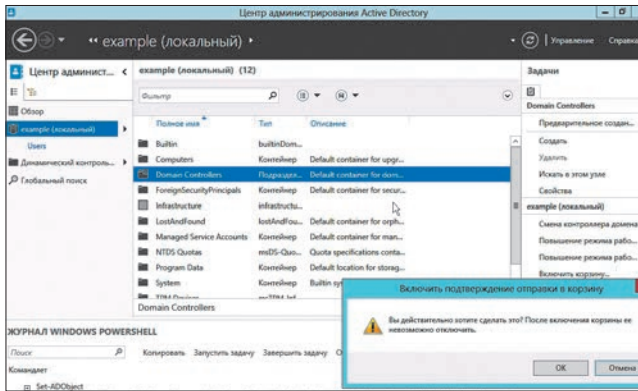 Центр администрирования Active Directory
example (локальный)
Управление Справка
Центр админист...
Обзор
example (локальный)
Users
Динамический контроль...
Глобальный поиск
example (локальный) (12)
Фильтр
Полное имя Тип Описание
Builtin builtinDom...
Computers Контейнер Default container for upgr...
Domain Controllers Подраздел... Default container for dom...
ForeignSecurityPrincipals Контейнер Default container for secur...
Infrastructure infrastructu...
LostAndFound lostAndFou... Default container for orph...
Managed Service Accounts Контейнер Default container for man...
NTDS Quotas msDS-Quo... Quota specifications conta...
Program Data Контейнер Default location for storag...
System Контейнер Builtin sy
TPM Devices msTPM-Inf...
Domain Controllers
Задачи
Domain Controllers
Предварительное создан...
Создать
Удалить
Искать в этом узле
Свойства
example (локальный)
Смена контроллера домена
Повышение режима рабо...
Повышение режима рабо...
Включить корзину...
Включить подтверждение отправки в корзину
Вы действительно хотите сделать это? После включения корзины ее
невозможно отключить.
OK Отмена
ЖУРНАЛ WINDOWS POWERSHELL
Поиск
Копировать Запустить задачу Завершить задачу О
Командлет
Set-ADObject